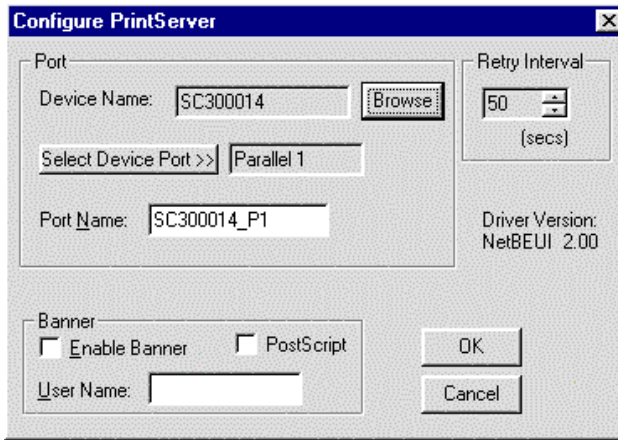 Configure PrintServer
Port
Device Name: SC300014 Browse
Select Device Port >> Parallel 1
Port Name: SC300014_P1
Retry Interval
50
(secs)
Driver Version:
NetBEUI 2.00
Banner
Enable Banner PostScript
User Name:
OK
Cancel